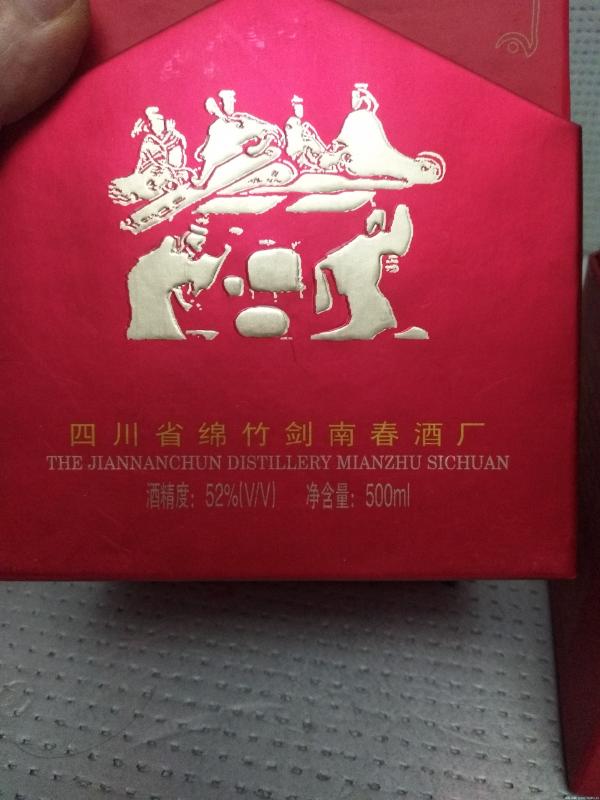 四川省绵竹剑南春酒厂
THE JIANNANCHUN DISTILLERY MIANZHU SICHUAN
酒精度：52%(V/V) 净含量：500ml